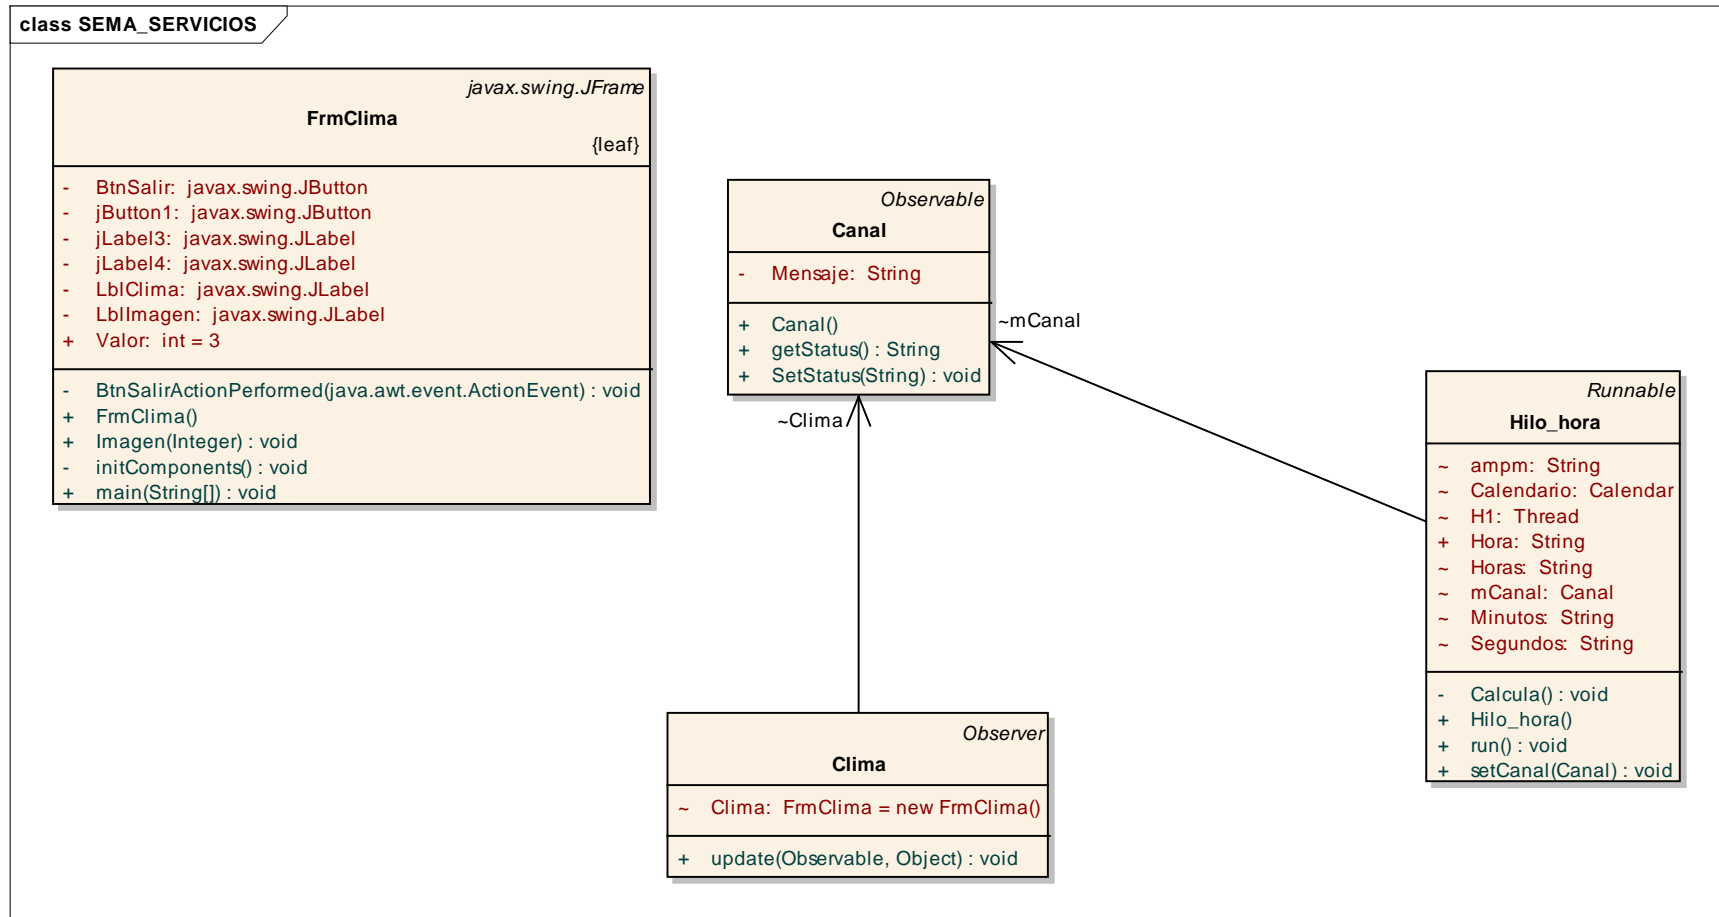 class SEMA_SERVICIOS
javax.swing.JFrame
FrmClima
{leaf}
- BtnSalir: javax.swing.JButton
- jButton1: javax.swing.JButton
- jLabel3: javax.swing.JLabel
- jLabel4: javax.swing.JLabel
- LblClima: javax.swing.JLabel
- LblImagen: javax.swing.JLabel
+ Valor: int = 3
- BtnSalirActionPerformed(java.awt.event.ActionEvent) : void
+ FrmClima()
+ Imagen(Integer) : void
- initComponents() : void
+ main(String[]) : void
Observable
Canal
- Mensaje: String
+ Canal()
+ getStatus() : String
+ SetStatus(String) : void
~mCanal
~Clima
Runnable
Hilo_hora
~ ampm: String
~ Calendario: Calendar
~ H1: Thread
+ Hora: String
~ Horas: String
~ mCanal: Canal
~ Minutos: String
~ Segundos: String
- Calcula() : void
+ Hilo_hora()
+ run() : void
+ setCanal(Canal) : void
Observer
Clima
~ Clima: FrmClima = new FrmClima()
+ update(Observable, Object) : void